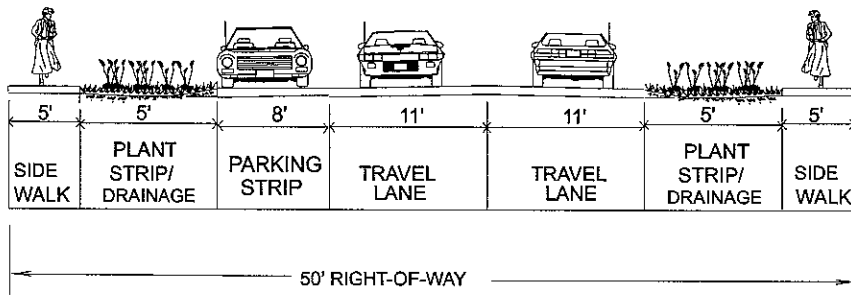 5' 5' 8' 11' 11' 5' 5'
SIDE WALK
PLANT STRIP/ DRAINAGE
PARKING STRIP
TRAVEL LANE
TRAVEL LANE
PLANT STRIP/ DRAINAGE
SIDE WALK
50' RIGHT-OF-WAY